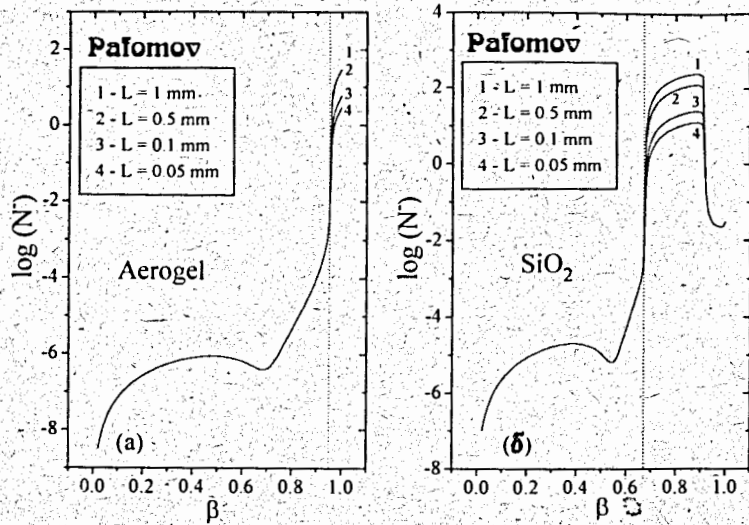 Pafomov
1 - L = 1 mm
2 - L = 0.5 mm
3 - L = 0.1 mm
4 - L = 0.05 mm
1
2
3
4
Aerogel
(a)
log (N⁻)
2
0
-2
-4
-6
-8
0.0 0.2 0.4 0.6 0.8 1.0
β
Pafomov
1 - L = 1 mm
2 - L = 0.5 mm
3 - L = 0.1 mm
4 - L = 0.05 mm
1
2 3
4
SiO₂
(б)
log (N⁻)
4
2
0
-2
-4
-6
-8
0.0 0.2 0.4 0.6 0.8 1.0
β